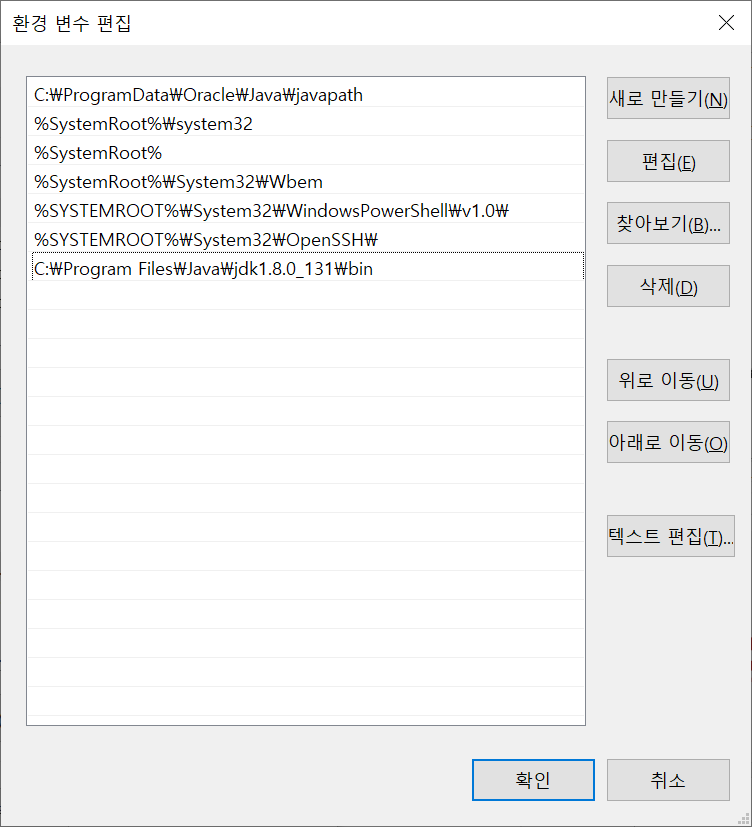 환경 변수 편집
C:₩ProgramData₩Oracle₩Java₩javapath
%SystemRoot%₩system32
%SystemRoot%
%SystemRoot%₩System32₩Wbem
%SYSTEMROOT%₩System32₩WindowsPowerShell₩v1.0₩
%SYSTEMROOT%₩System32₩OpenSSH₩
C:₩Program Files₩Java₩jdk1.8.0_131₩bin
새로 만들기(N)
편집(E)
찾아보기(B)...
삭제(D)
위로 이동(U)
아래로 이동(O)
텍스트 편집(T)...
확인
취소